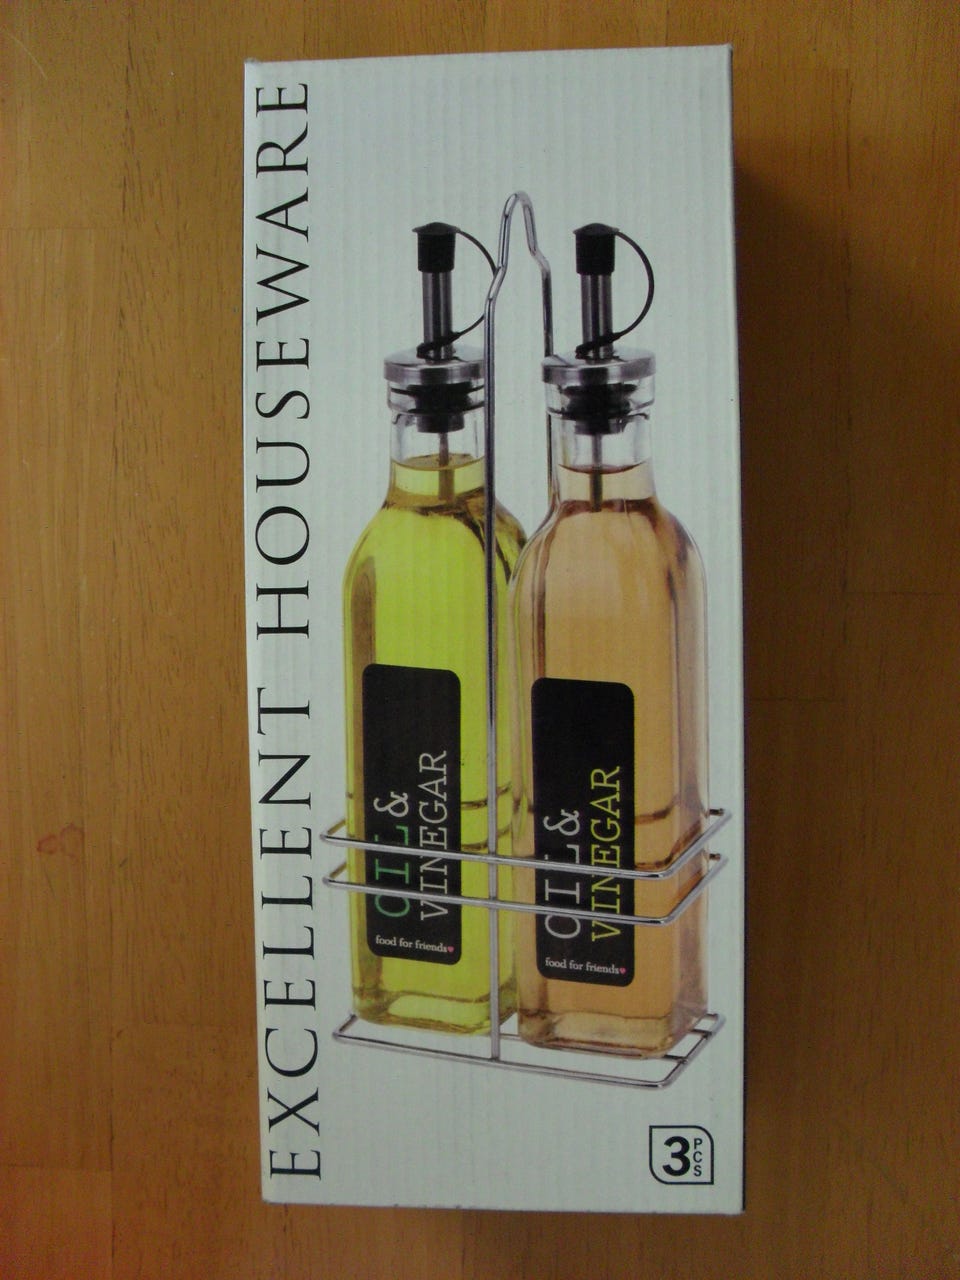 EXCELLENT HOUSEWARE
OIL &
VINEGAR
food for friends♥
OIL &
VINEGAR
food for friends♥
3 PCS